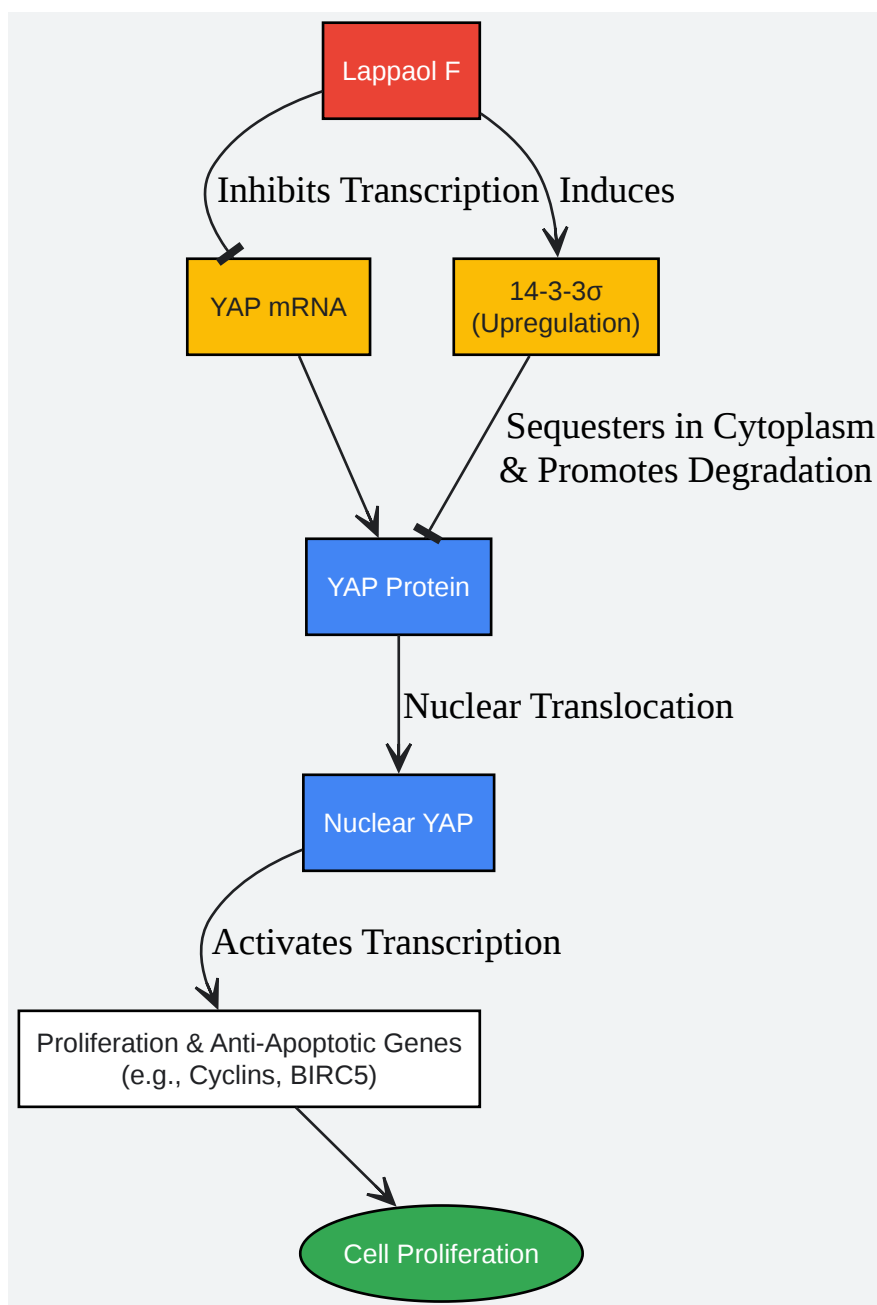 Lappaol F
Inhibits Transcription
Induces
YAP mRNA
14-3-3σ
(Upregulation)
Sequesters in Cytoplasm
& Promotes Degradation
YAP Protein
Nuclear Translocation
Nuclear YAP
Activates Transcription
Proliferation & Anti-Apoptotic Genes
(e.g., Cyclins, BIRC5)
Cell Proliferation